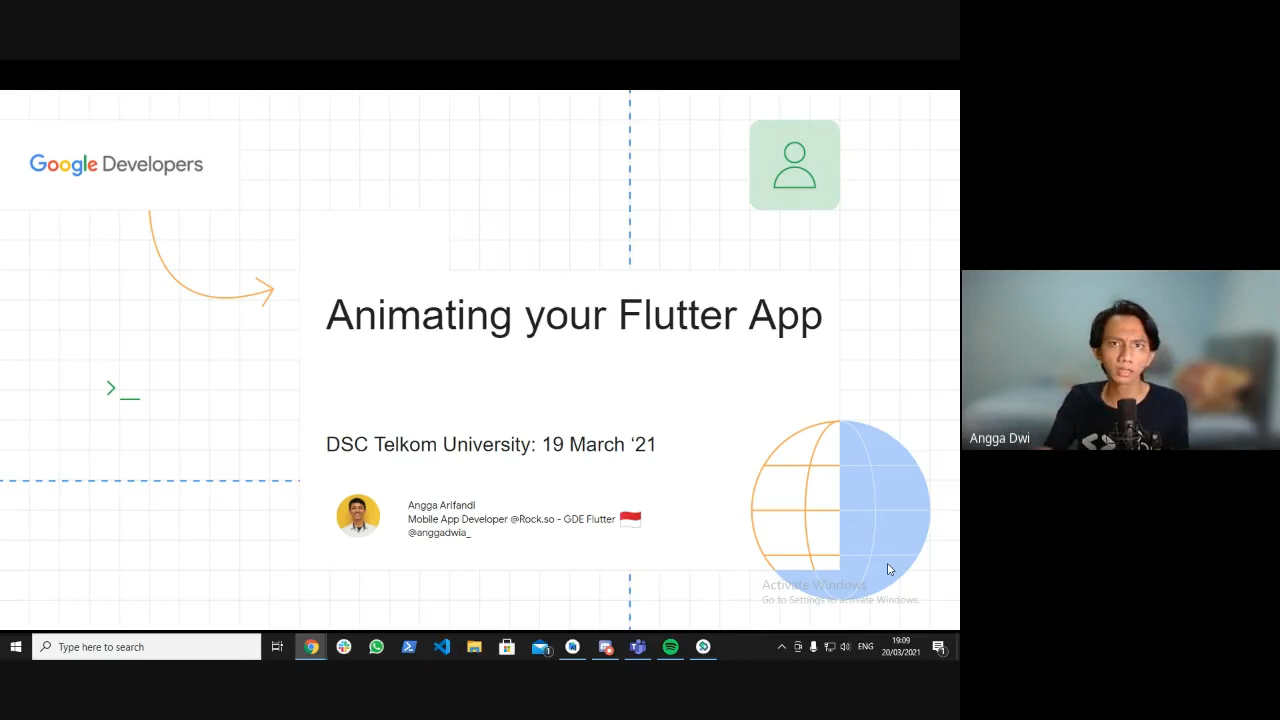 Google Developers
Animating your Flutter App
>_
DSC Telkom University: 19 March ‘21
Angga Arifandi
Mobile App Developer @Rock.so - GDE Flutter
@anggadwia_
Activate Windows
Go to Settings to activate Windows.
Angga Dwi
Type here to search
ENG
19:09
20/03/2021